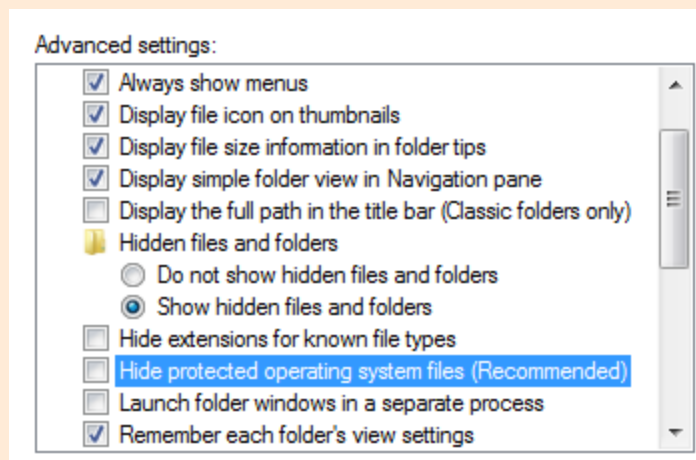 Advanced settings:
Always show menus
Display file icon on thumbnails
Display file size information in folder tips
Display simple folder view in Navigation pane
Display the full path in the title bar (Classic folders only)
Hidden files and folders
Do not show hidden files and folders
Show hidden files and folders
Hide extensions for known file types
Hide protected operating system files (Recommended)
Launch folder windows in a separate process
Remember each folder's view settings